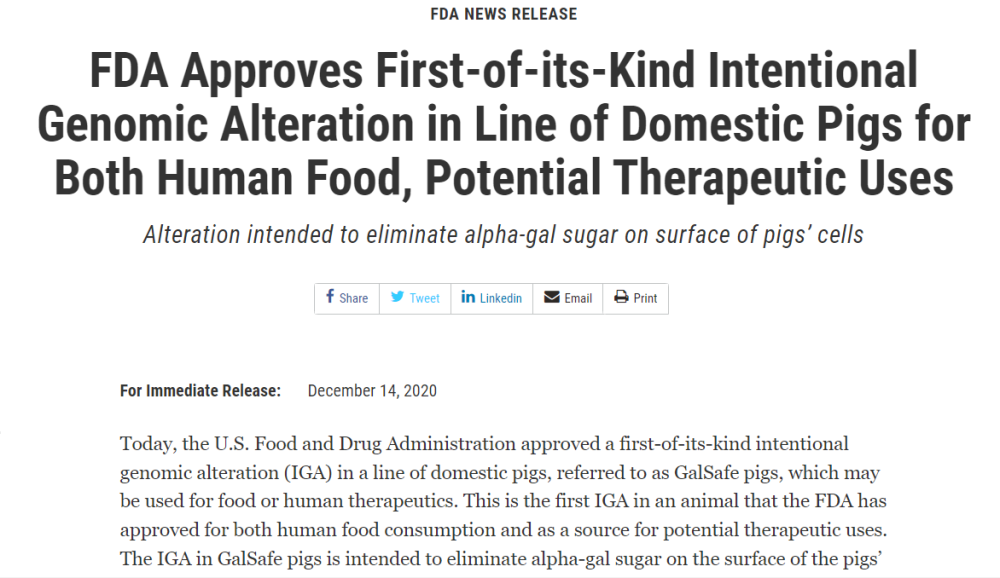 FDA NEWS RELEASE
FDA Approves First-of-its-Kind Intentional
Genomic Alteration in Line of Domestic Pigs for
Both Human Food, Potential Therapeutic Uses
Alteration intended to eliminate alpha-gal sugar on surface of pigs’ cells
Share Tweet Linkedin Email Print
For Immediate Release: December 14, 2020
Today, the U.S. Food and Drug Administration approved a first-of-its-kind intentional
genomic alteration (IGA) in a line of domestic pigs, referred to as GalSafe pigs, which may
be used for food or human therapeutics. This is the first IGA in an animal that the FDA has
approved for both human food consumption and as a source for potential therapeutic uses.
The IGA in GalSafe pigs is intended to eliminate alpha-gal sugar on the surface of the pigs’